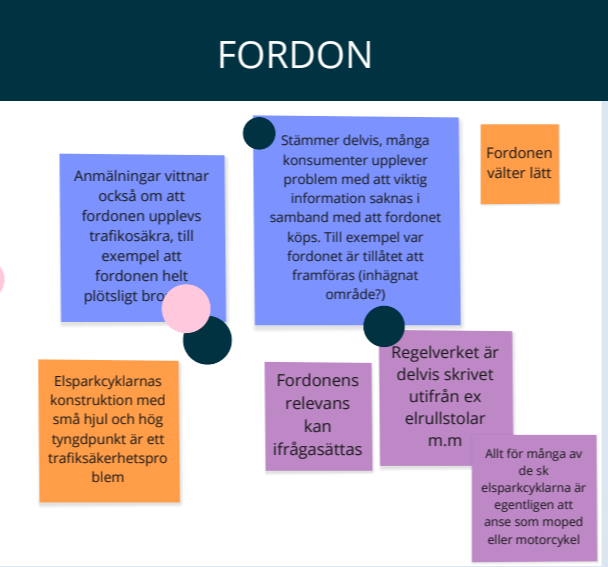 FORDON
Anmälningar vittnar
också om att
fordonen upplevs
trafikosäkra, till
exempel att
fordonen helt
plötsligt
Stämmer delvis, många
konsumenter upplever
problem med att viktig
information saknas i
samband med att fordonet
köps. Till exempel var
fordonet är tillåtet att
framföras (inhägnat
område?)
Fordonen
välter lätt
Elsparkcyklarnas
konstruktion med
små hjul och hög
tyngdpunkt är ett
trafiksäkerhetspro
blem
Fordonens
relevans
kan
ifrågasättas
Regelverket är
delvis skrivet
utifrån ex
elrullstolar
m.m
Allt för många av
de sk
elsparkcyklarna är
egentligen att
anse som moped
eller motorcykel